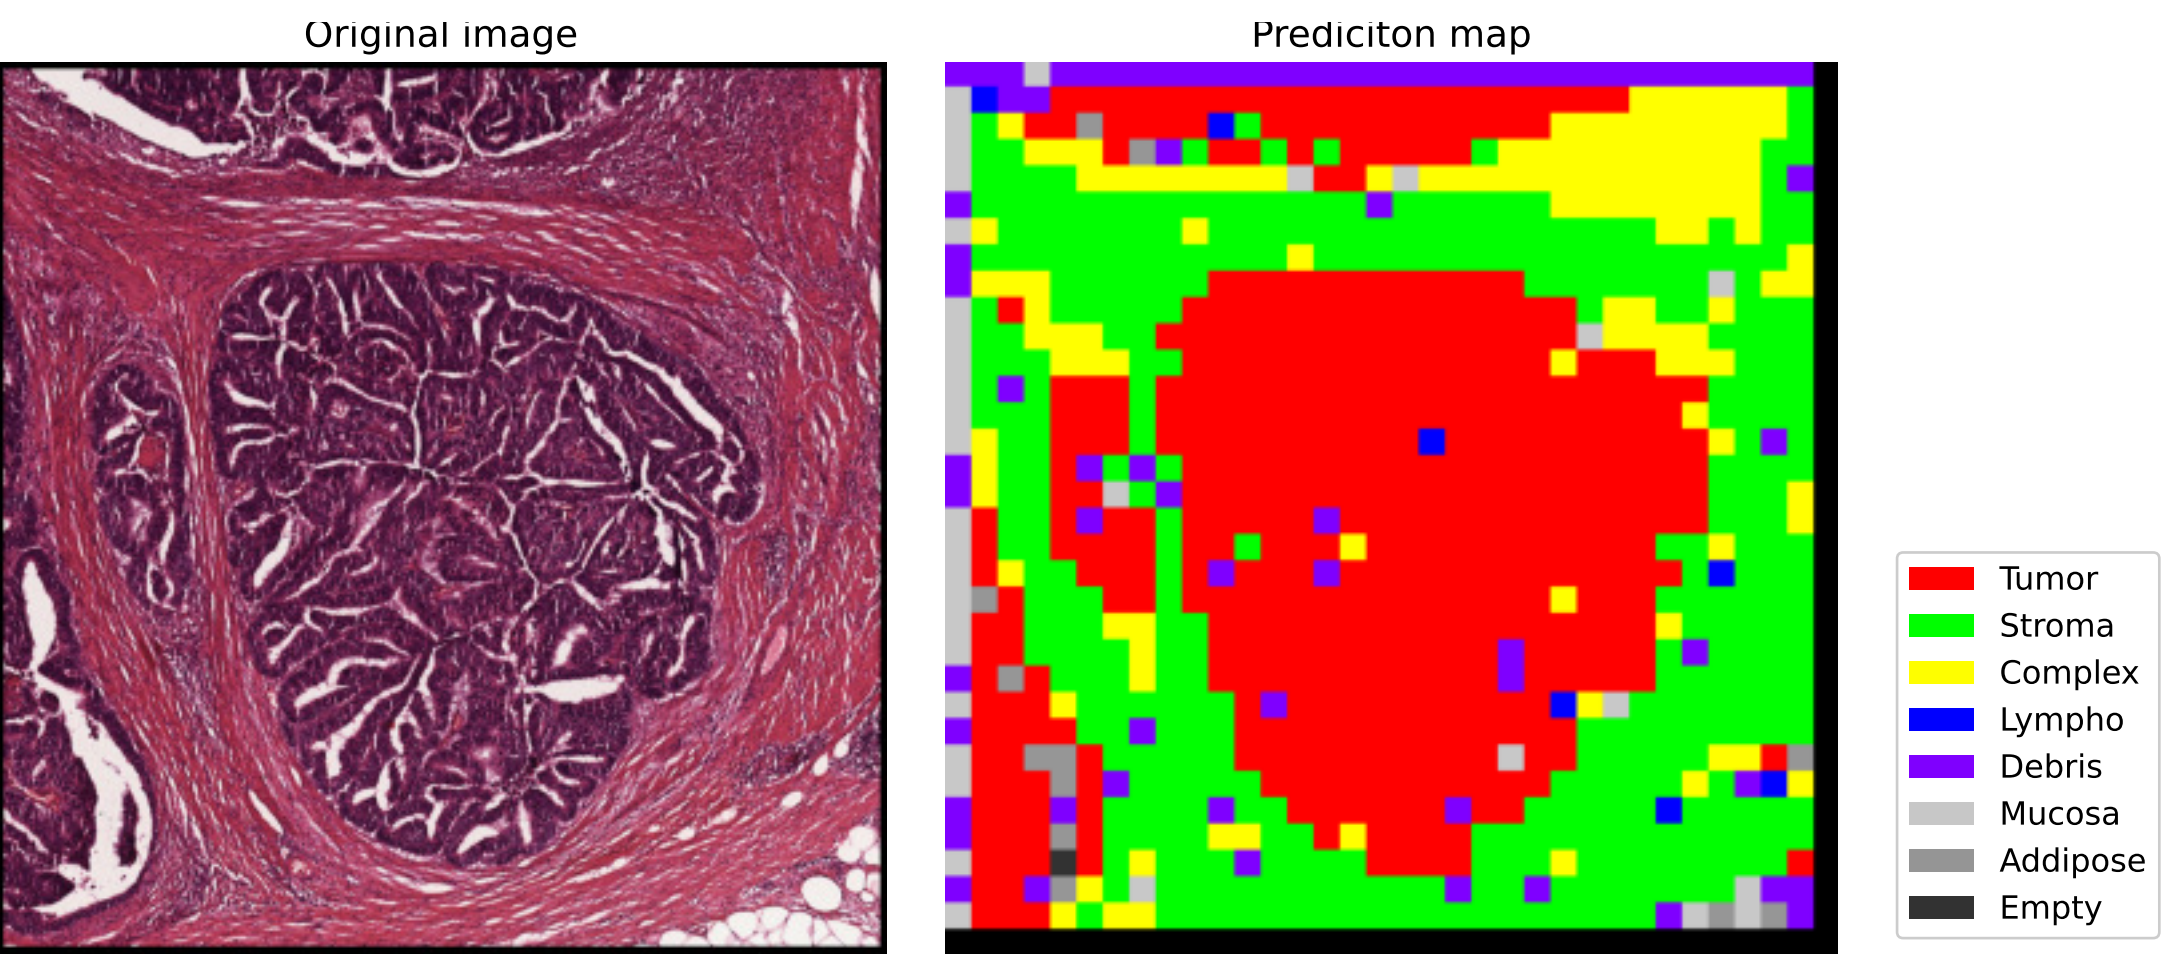 Original image
Prediciton map
Tumor
Stroma
Complex
Lympho
Debris
Mucosa
Addipose
Empty